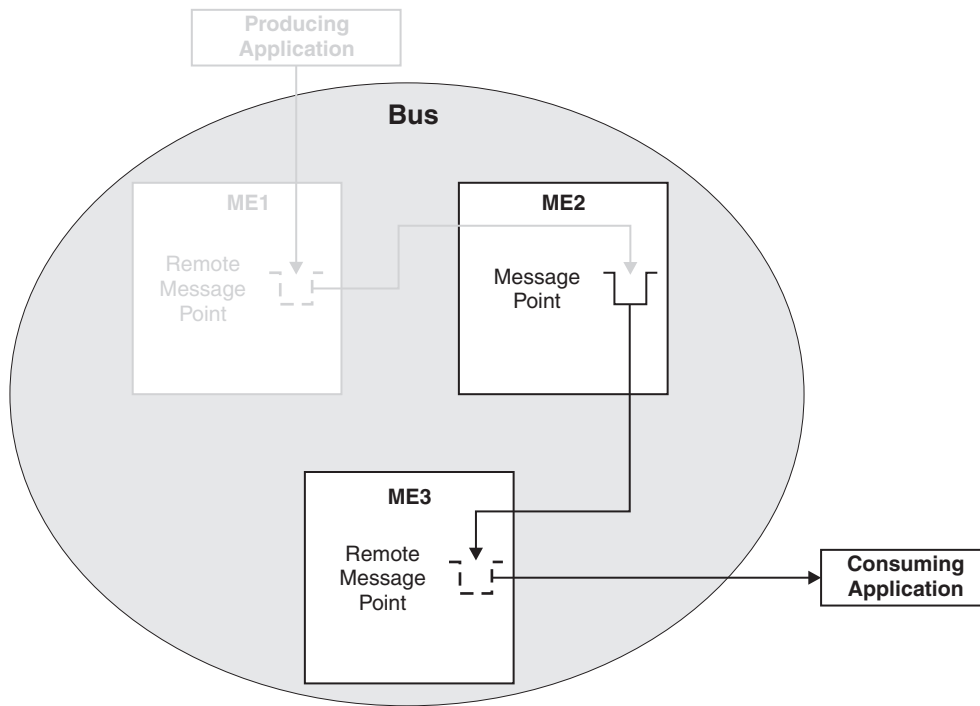 Producing
Application
Bus
ME1
Remote
Message
Point
ME2
Message
Point
ME3
Remote
Message
Point
Consuming
Application